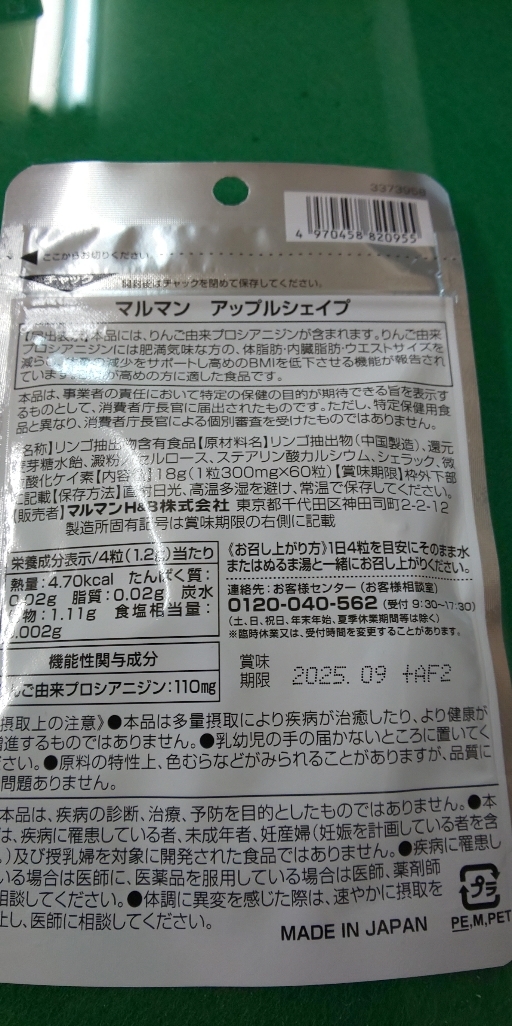 3373958
4 970458 820955
ここからお切りください。
開封後はチャックを閉めて保存してください。
マルマン アップルシェイプ
【届出表示】本品には、りんご由来プロシアニジンが含まれます。りんご由来
プロシアニジンには肥満気味な方の、体脂肪・内臓脂肪・ウエストサイズを
減ら 減少をサポートし高めのBMIを低下させる機能が報告さ
ています。 が高めの方に適した食品です。
本品は、事業者の責任において特定の保健の目的が期待できる旨を表示す
るものとして、消費者庁長官に届出されたものです。ただし、特定保健用食
品と異なり、消費者庁長官による個別審査を受けたものではありません。
名称】リンゴ抽出物含有食品【原材料名】リンゴ抽出物（中国製造）、還元
麦芽糖水飴、澱粉/セルロース、ステアリン酸カルシウム、シェラック、微
酸化ケイ素【内容量】18g（1粒300mg×60粒）【賞味期限】枠外下部
に記載【保存方法】直射日光、高温多湿を避け、常温で保存してください。
【販売者】マルマンH&B株式会社 東京都千代田区神田司町2-2-12
製造所固有記号は賞味期限の右側に記載
栄養成分表示/4粒（1.2g）当たり
熱量：4.70kcal たんぱく質：
0.02g 脂質：0.02g 炭水
物：1.11g 食塩相当量：
.002g
《お召し上がり方》1日4粒を目安にそのまま水
またはぬるま湯と一緒にお召し上がりください。
連絡先：お客様センター（お客様相談室）
0120-040-562（受付 9:30~17:30）
（土、日、祝日、年末年始、夏季休業期間等は除く）
※臨時休業又は、受付時間を変更することがあります。
機能性関与成分
んご由来プロシアニジン：110mg
賞味
期限
2025. 09 +AF2
摂取上の注意》●本品は多量摂取により疾病が治癒したり、より健康が
増進するものではありません。●乳幼児の手の届かないところに置いてく
さい。●原料の特性上、色むらなどがみられることがありますが、品質に
問題ありません。
本品は、疾病の診断、治療、予防を目的としたものではありません。●本
は、疾病に罹患している者、未成年者、妊産婦（妊娠を計画している者を含
。）及び授乳婦を対象に開発された食品ではありません。●疾病に罹患し
いる場合は医師に、医薬品を服用している場合は医師、薬剤師
相談してください。●体調に異変を感じた際は、速やかに摂取を
止し、医師に相談してください。
プラ
PE,M,PET
MADE IN JAPAN